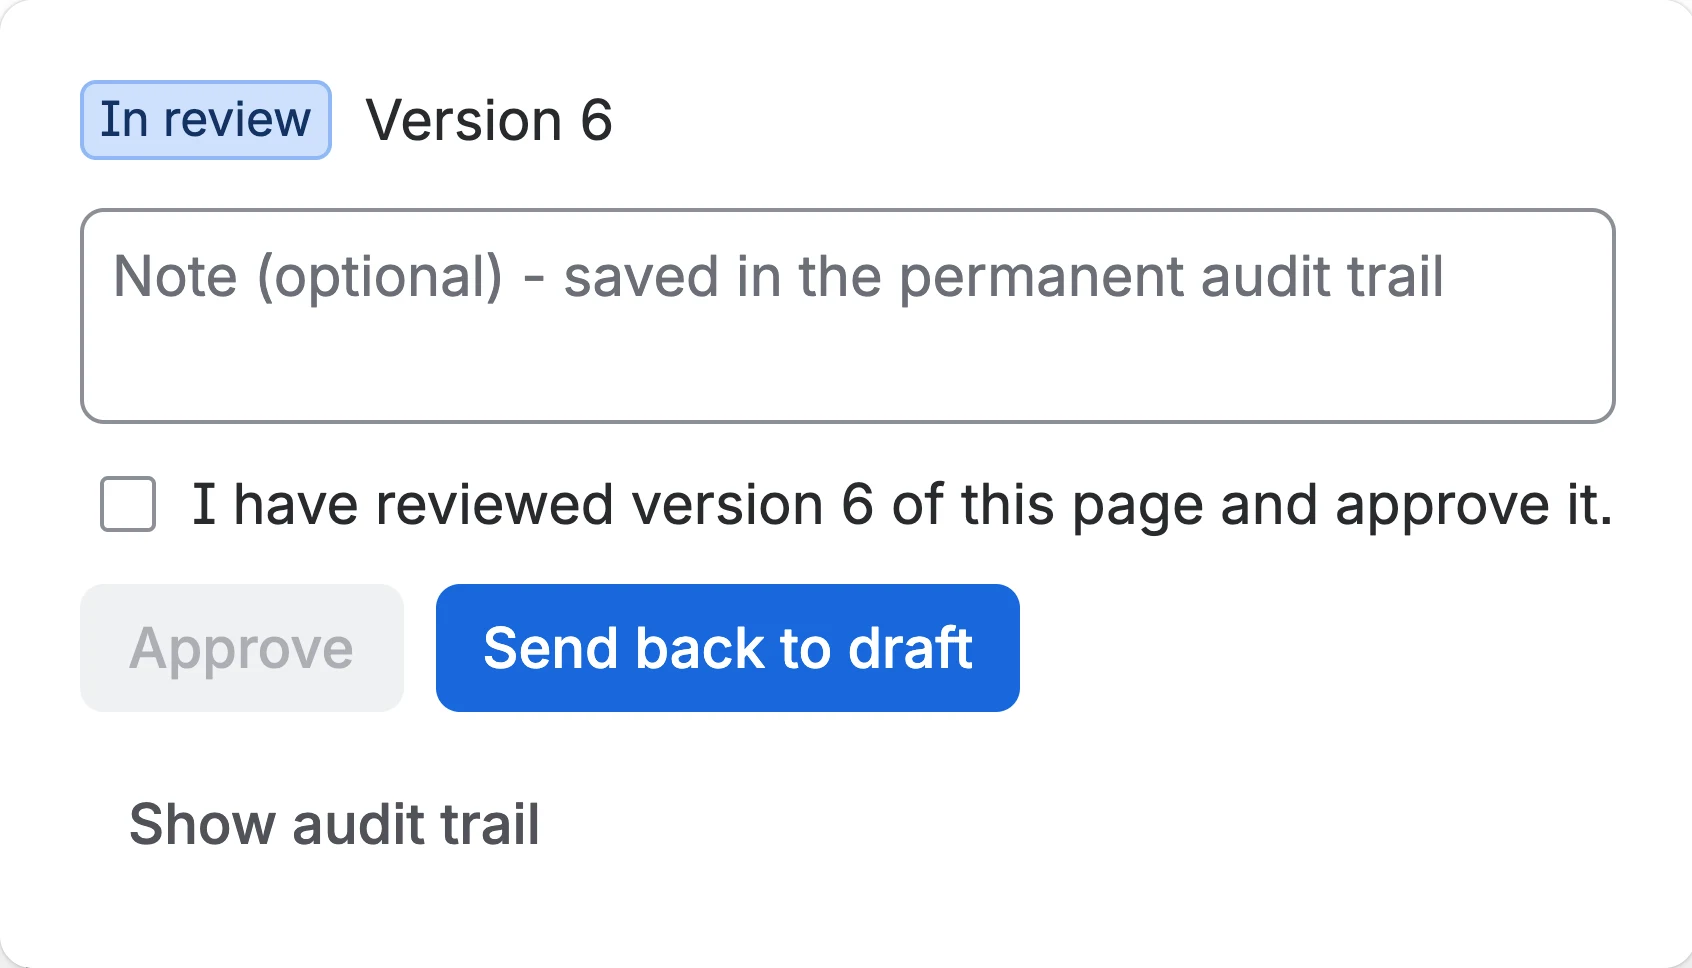 In review Version 6
Note (optional) - saved in the permanent audit trail
I have reviewed version 6 of this page and approve it.
Approve Send back to draft
Show audit trail